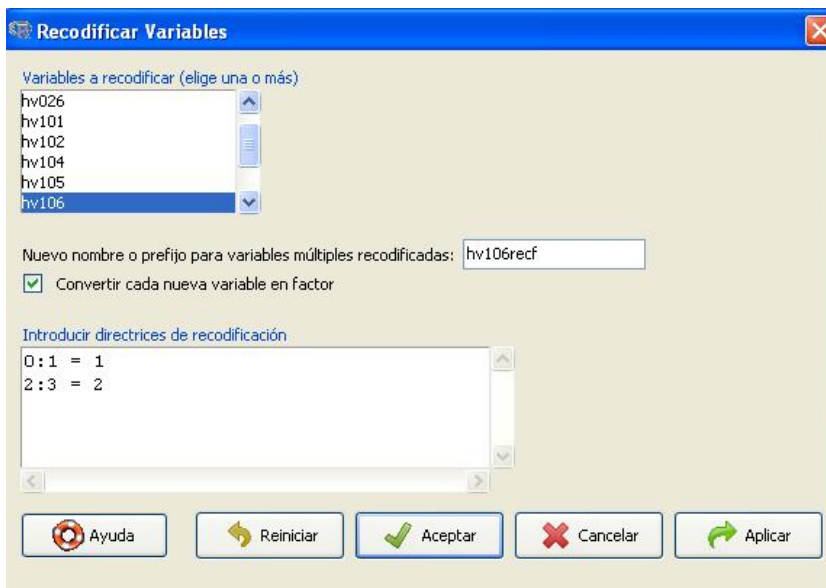 Recodificar Variables
Variables a recodificar (elige una o más)
hv026
hv101
hv102
hv104
hv105
hv106
Nuevo nombre o prefijo para variables múltiples recodificadas: hv106recf
Convertir cada nueva variable en factor
Introducir directrices de recodificación
0:1 = 1
2:3 = 2
Ayuda Reiniciar Aceptar Cancelar Aplicar